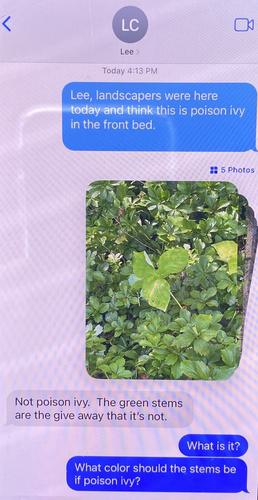 LC
Lee
Today 4:13 PM
Lee, landscapers were here
today and think this is poison ivy
in the front bed.
5 Photos
Not poison ivy.  The green stems
are the give away that it's not.
What is it?
What color should the stems be
if poison ivy?